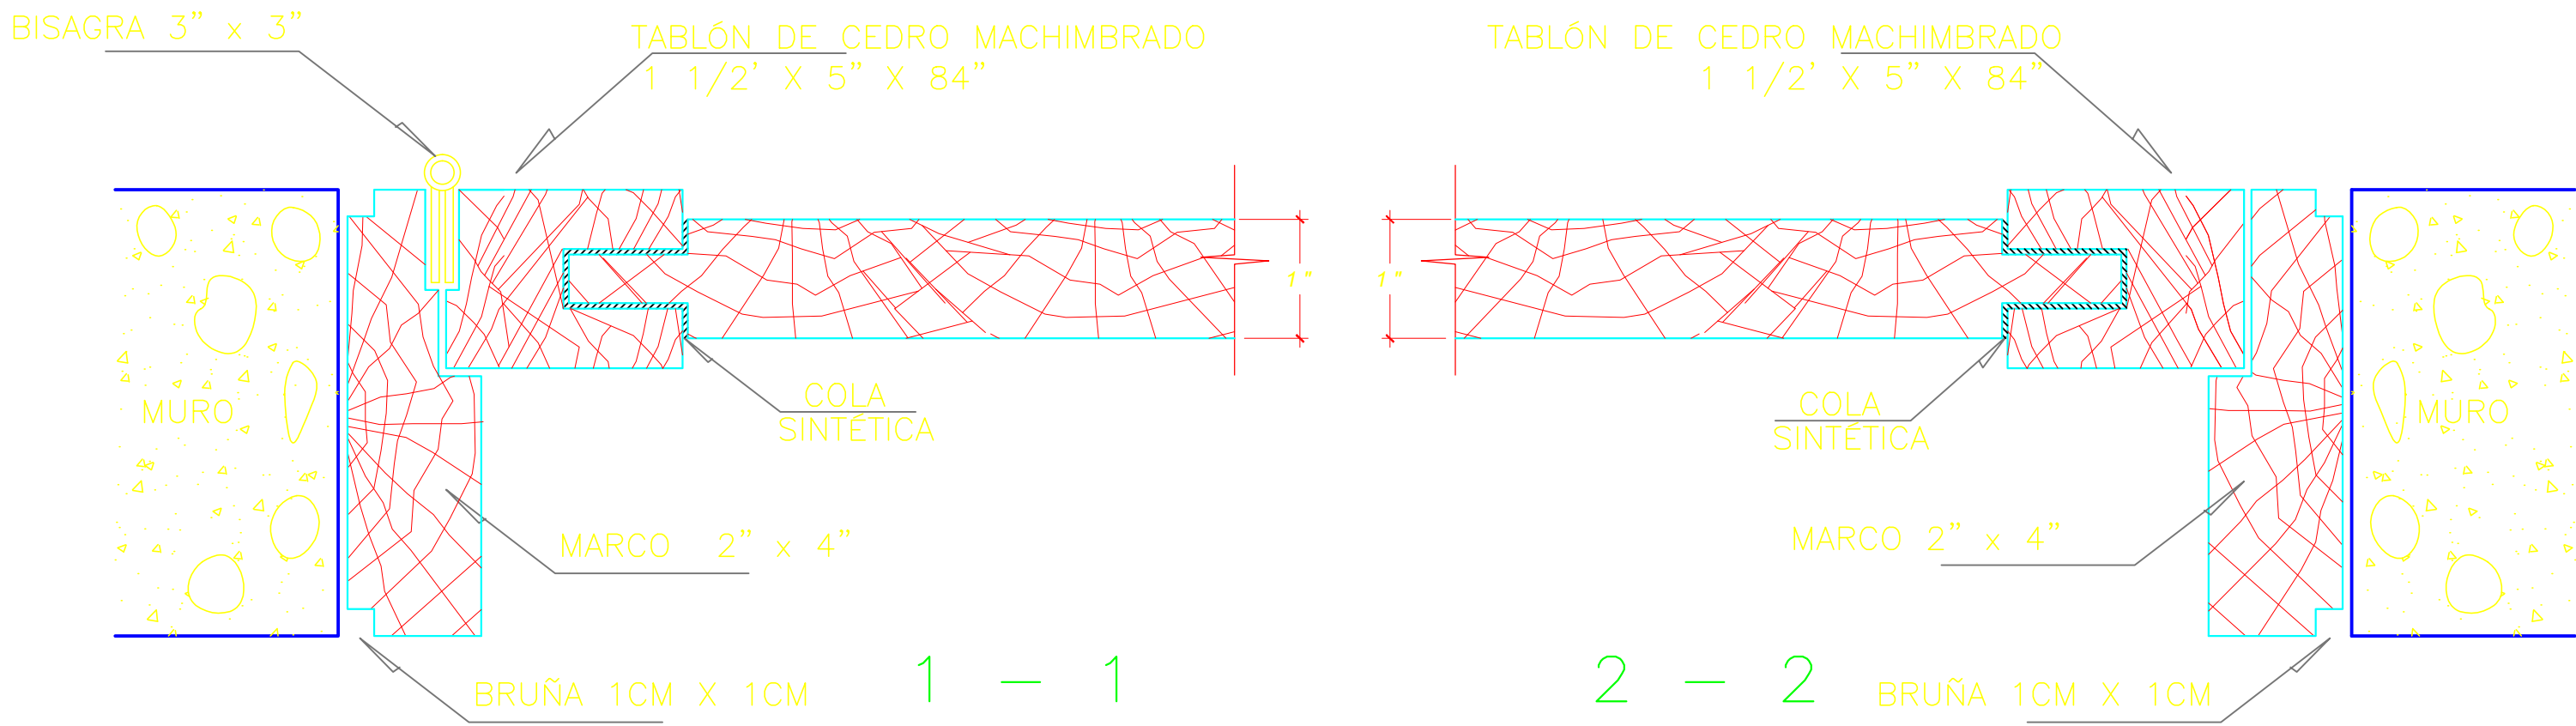 BISAGRA 3” x 3”
TABLÓN DE CEDRO MACHIMBRADO
1 1/2’ X 5” X 84”
TABLÓN DE CEDRO MACHIMBRADO
1 1/2’ X 5” X 84”
1”
1”
MURO
COLA
SINTÉTICA
COLA
SINTÉTICA
MURO
MARCO 2” x 4”
MARCO 2” x 4”
BRUÑA 1CM X 1CM
1 – 1
2 – 2
BRUÑA 1CM X 1CM